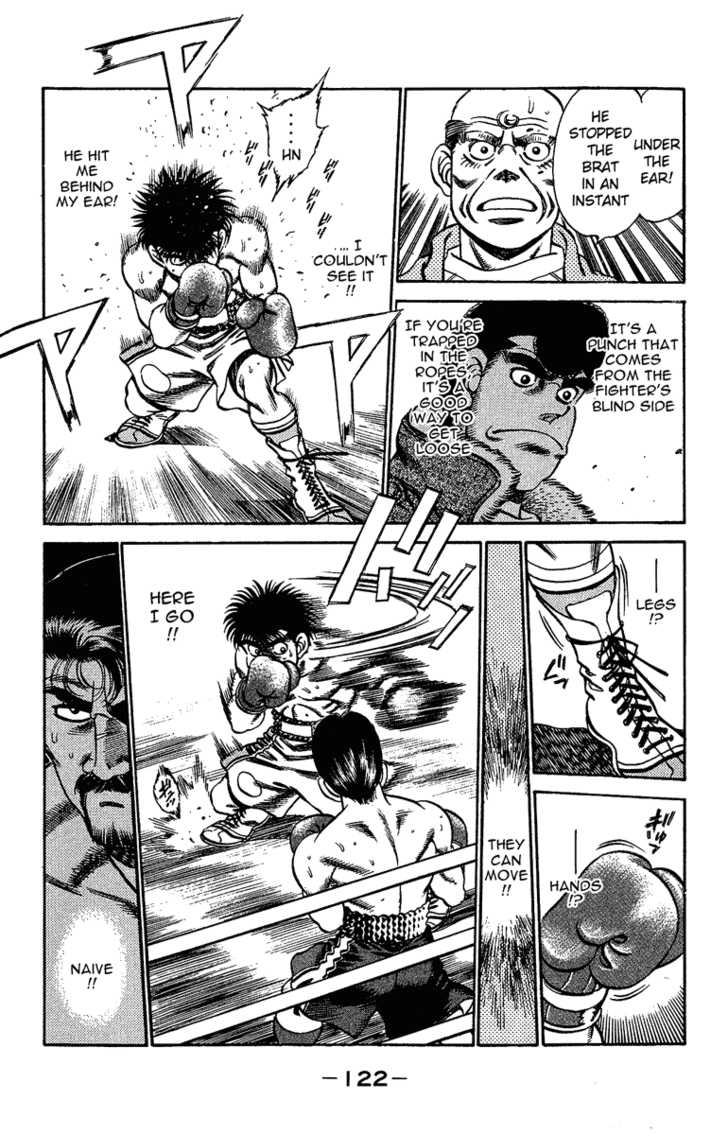 UNDER
THE
EAR!
HE
STOPPED
THE
BRAT
IN AN
INSTANT
....
HN
HE HIT
ME
BEHIND
MY EAR!
... I
COULDN'T
SEE IT
!!
IT'S A
PUNCH THAT
COMES
FROM THE
FIGHTER'S
BLIND SIDE
IF YOU'RE
TRAPPED
IN THE
ROPES,
IT'S A
GOOD
WAY TO
GET
LOOSE
LEGS
!?
HANDS
!?
THEY
CAN
MOVE
!!
HERE
I GO
!!
NAIVE
!!
-122-